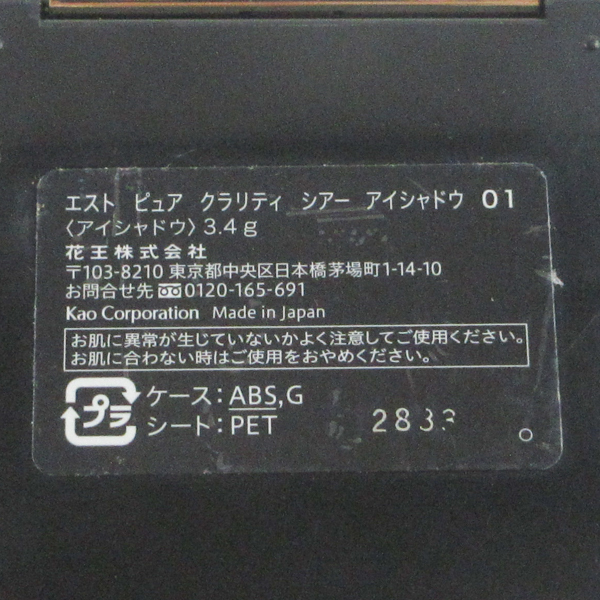 エスト ピュア クラリティ シアー アイシャドウ 01
〈アイシャドウ〉3.4g
花王株式会社
〒103-8210 東京都中央区日本橋茅場町1-14-10
お問合せ先 0120-165-691
Kao Corporation Made in Japan
お肌に異常が生じていないかよく注意してご使用ください。
お肌に合わない時はご使用をおやめください。
プラ
ケース：ABS,G
シート：PET